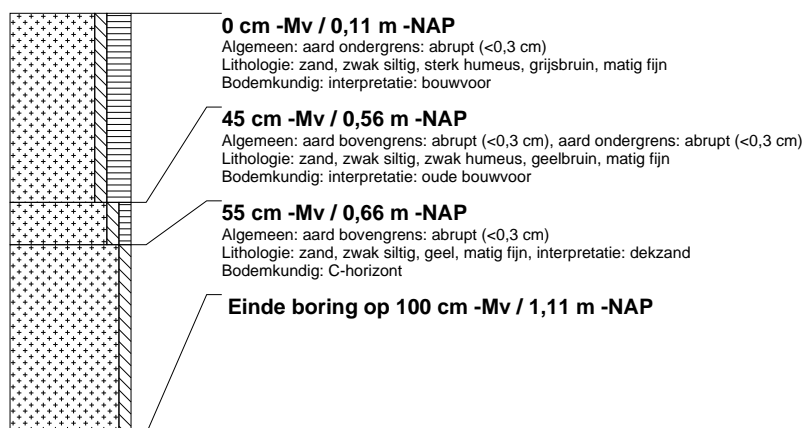 0 cm -Mv / 0,11 m -NAP
Algemeen: aard ondergrens: abrupt (<0,3 cm)
Lithologie: zand, zwak siltig, sterk humeus, grijsbruin, matig fijn
Bodemkundig: interpretatie: bouwvoor
45 cm -Mv / 0,56 m -NAP
Algemeen: aard bovengrens: abrupt (<0,3 cm), aard ondergrens: abrupt (<0,3 cm)
Lithologie: zand, zwak siltig, zwak humeus, geelbruin, matig fijn
Bodemkundig: interpretatie: oude bouwvoor
55 cm -Mv / 0,66 m -NAP
Algemeen: aard bovengrens: abrupt (<0,3 cm)
Lithologie: zand, zwak siltig, geel, matig fijn, interpretatie: dekzand
Bodemkundig: C-horizont
Einde boring op 100 cm -Mv / 1,11 m -NAP